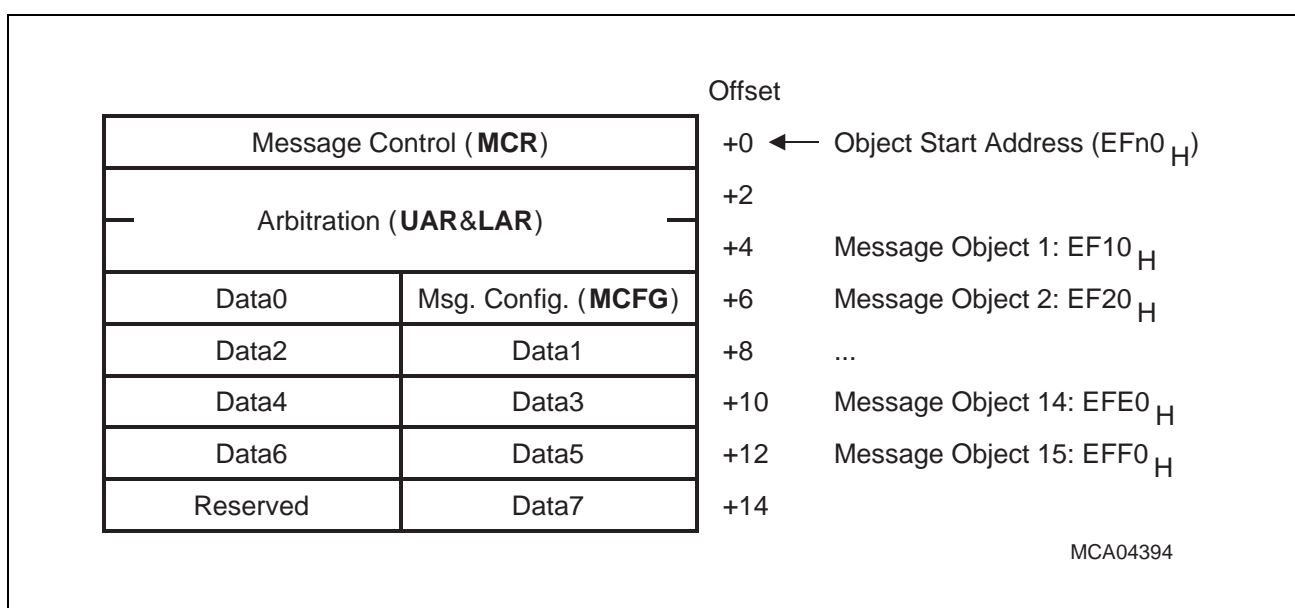 Offset
Message Control (MCR) +0 Object Start Address (EFn0H)
+2
Arbitration (UAR&LAR)
+4 Message Object 1: EF10H
Data0 Msg. Config. (MCFG) +6 Message Object 2: EF20H
Data2 Data1 +8 ...
Data4 Data3 +10 Message Object 14: EFE0H
Data6 Data5 +12 Message Object 15: EFF0H
Reserved Data7 +14
MCA04394